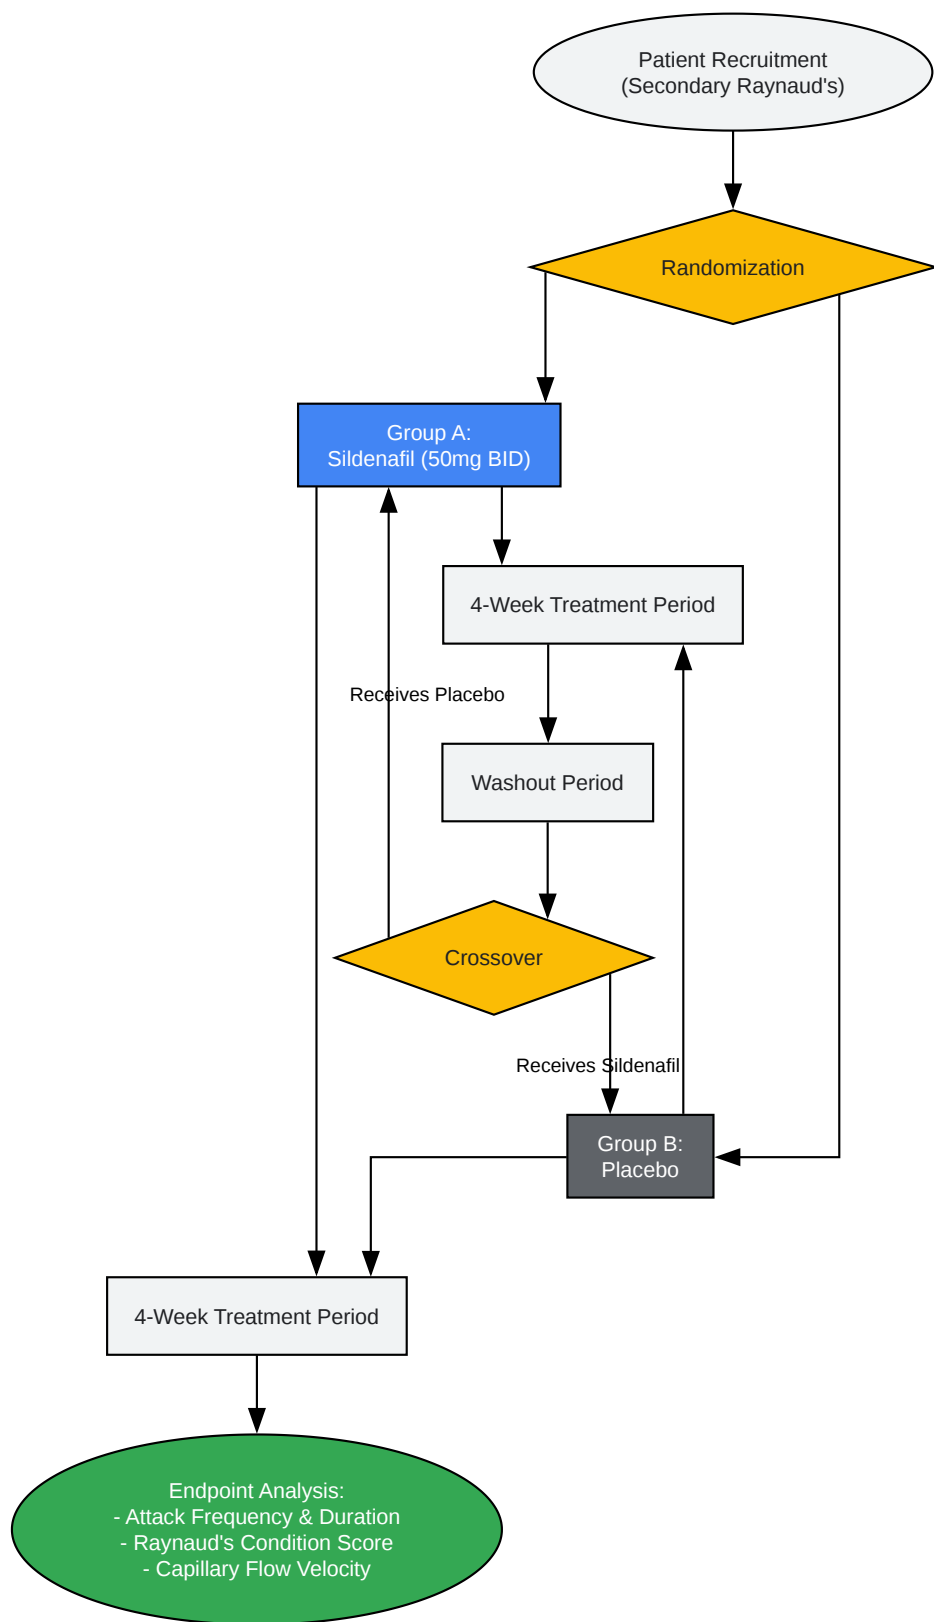 Patient Recruitment
(Secondary Raynaud's)
Randomization
Group A:
Sildenafil (50mg BID)
4-Week Treatment Period
Receives Placebo
Washout Period
Crossover
Receives Sildenafil
Group B:
Placebo
4-Week Treatment Period
Endpoint Analysis:
- Attack Frequency & Duration
- Raynaud's Condition Score
- Capillary Flow Velocity